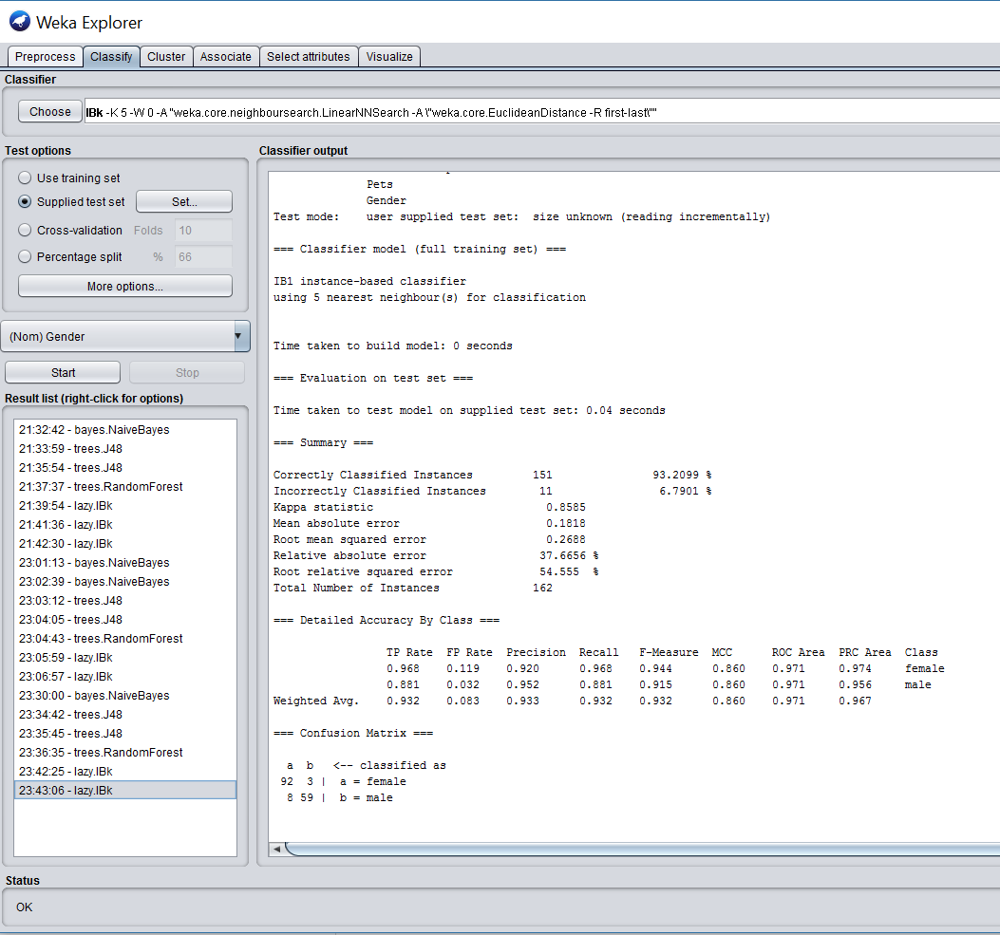 Weka Explorer
Preprocess Classify Cluster Associate Select attributes Visualize
Classifier
Choose IBk -K 5 -W 0 -A "weka.core.neighboursearch.LinearNNSearch -A \"weka.core.EuclideanDistance -R first-last\""
Test options
Use training set
Supplied test set Set...
Cross-validation Folds 10
Percentage split % 66
More options...
(Nom) Gender
Start Stop
Result list (right-click for options)
21:32:42 - bayes.NaiveBayes
21:33:59 - trees.J48
21:35:54 - trees.J48
21:37:37 - trees.RandomForest
21:39:54 - lazy.IBk
21:41:36 - lazy.IBk
21:42:30 - lazy.IBk
23:01:13 - bayes.NaiveBayes
23:02:39 - bayes.NaiveBayes
23:03:12 - trees.J48
23:04:05 - trees.J48
23:04:43 - trees.RandomForest
23:05:59 - lazy.IBk
23:06:57 - lazy.IBk
23:30:00 - bayes.NaiveBayes
23:34:42 - trees.J48
23:35:45 - trees.J48
23:36:35 - trees.RandomForest
23:42:25 - lazy.IBk
23:43:06 - lazy.IBk
Classifier output
Pets
Gender
Test mode: user supplied test set: size unknown (reading incrementally)
=== Classifier model (full training set) ===
IB1 instance-based classifier
using 5 nearest neighbour(s) for classification
Time taken to build model: 0 seconds
=== Evaluation on test set ===
Time taken to test model on supplied test set: 0.04 seconds
=== Summary ===
Correctly Classified Instances 151 93.2099 %
Incorrectly Classified Instances 11 6.7901 %
Kappa statistic 0.8585
Mean absolute error 0.1818
Root mean squared error 0.2688
Relative absolute error 37.6656 %
Root relative squared error 54.555 %
Total Number of Instances 162
=== Detailed Accuracy By Class ===
TP Rate FP Rate Precision Recall F-Measure MCC ROC Area PRC Area Class
0.968 0.119 0.920 0.968 0.944 0.860 0.971 0.974 female
0.881 0.032 0.952 0.881 0.915 0.860 0.971 0.956 male
Weighted Avg. 0.932 0.083 0.933 0.932 0.932 0.860 0.971 0.967
=== Confusion Matrix ===
a b <-- classified as
92 3 | a = female
8 59 | b = male
Status
OK